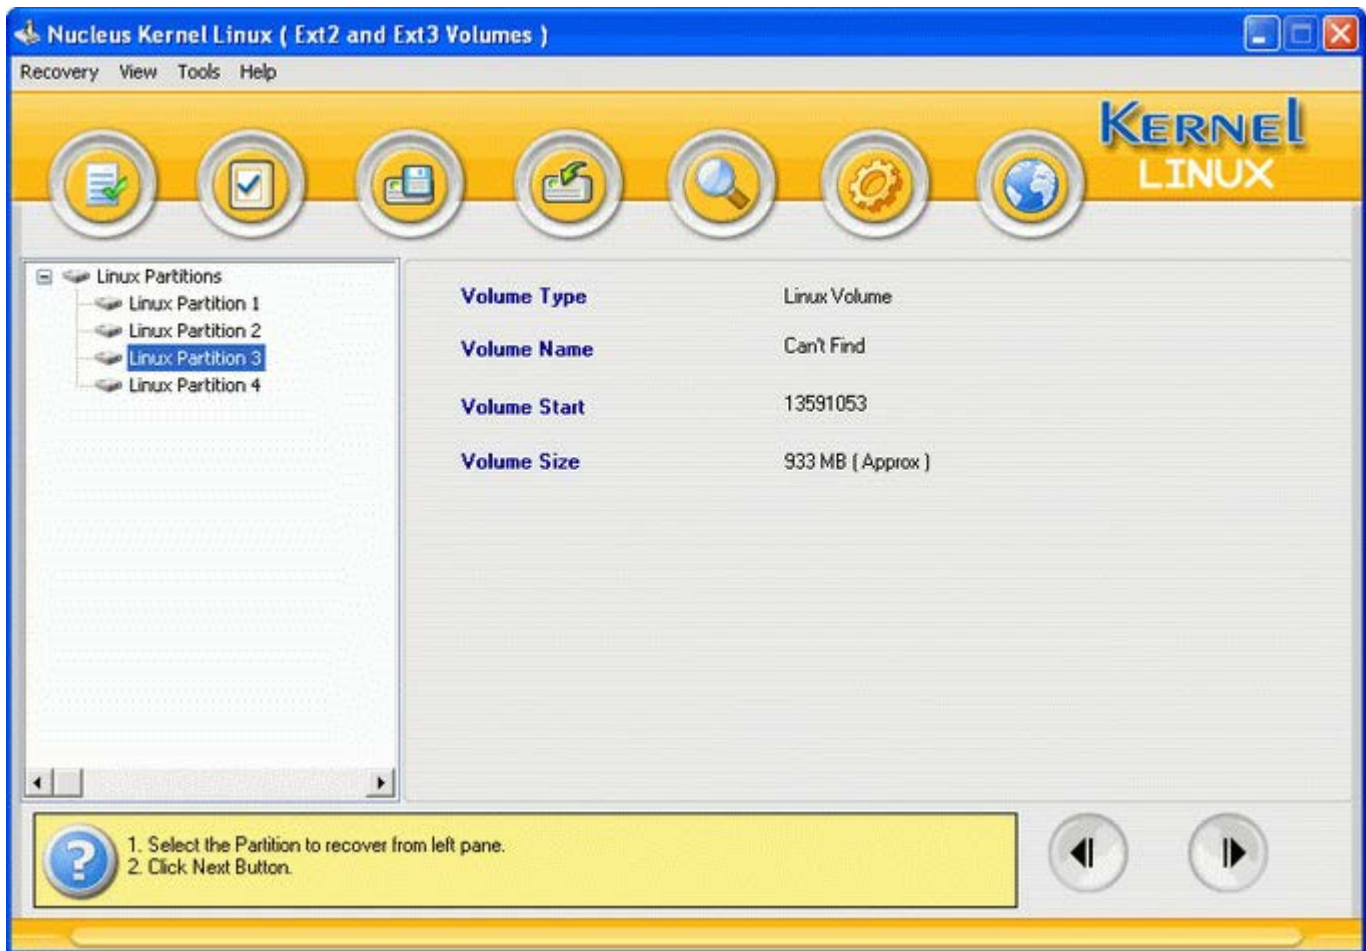 Nucleus Kernel Linux ( Ext2 and Ext3 Volumes )
Recovery View Tools Help
KERNEl
LINUX
Linux Partitions
Linux Partition 1
Linux Partition 2
Linux Partition 3
Linux Partition 4
Volume Type Linux Volume
Volume Name Can't Find
Volume Start 13591053
Volume Size 933 MB ( Approx )
1. Select the Partition to recover from left pane.
2. Click Next Button.